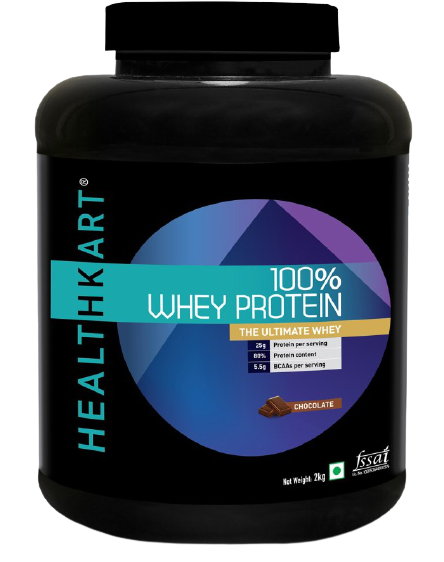 HEALTHKART®
100%
WHEY PROTEIN
THE ULTIMATE WHEY
25g Protein per serving
80% Protein content
5.5g BCAAs per serving
CHOCOLATE
fssai
Net Weight: 2kg